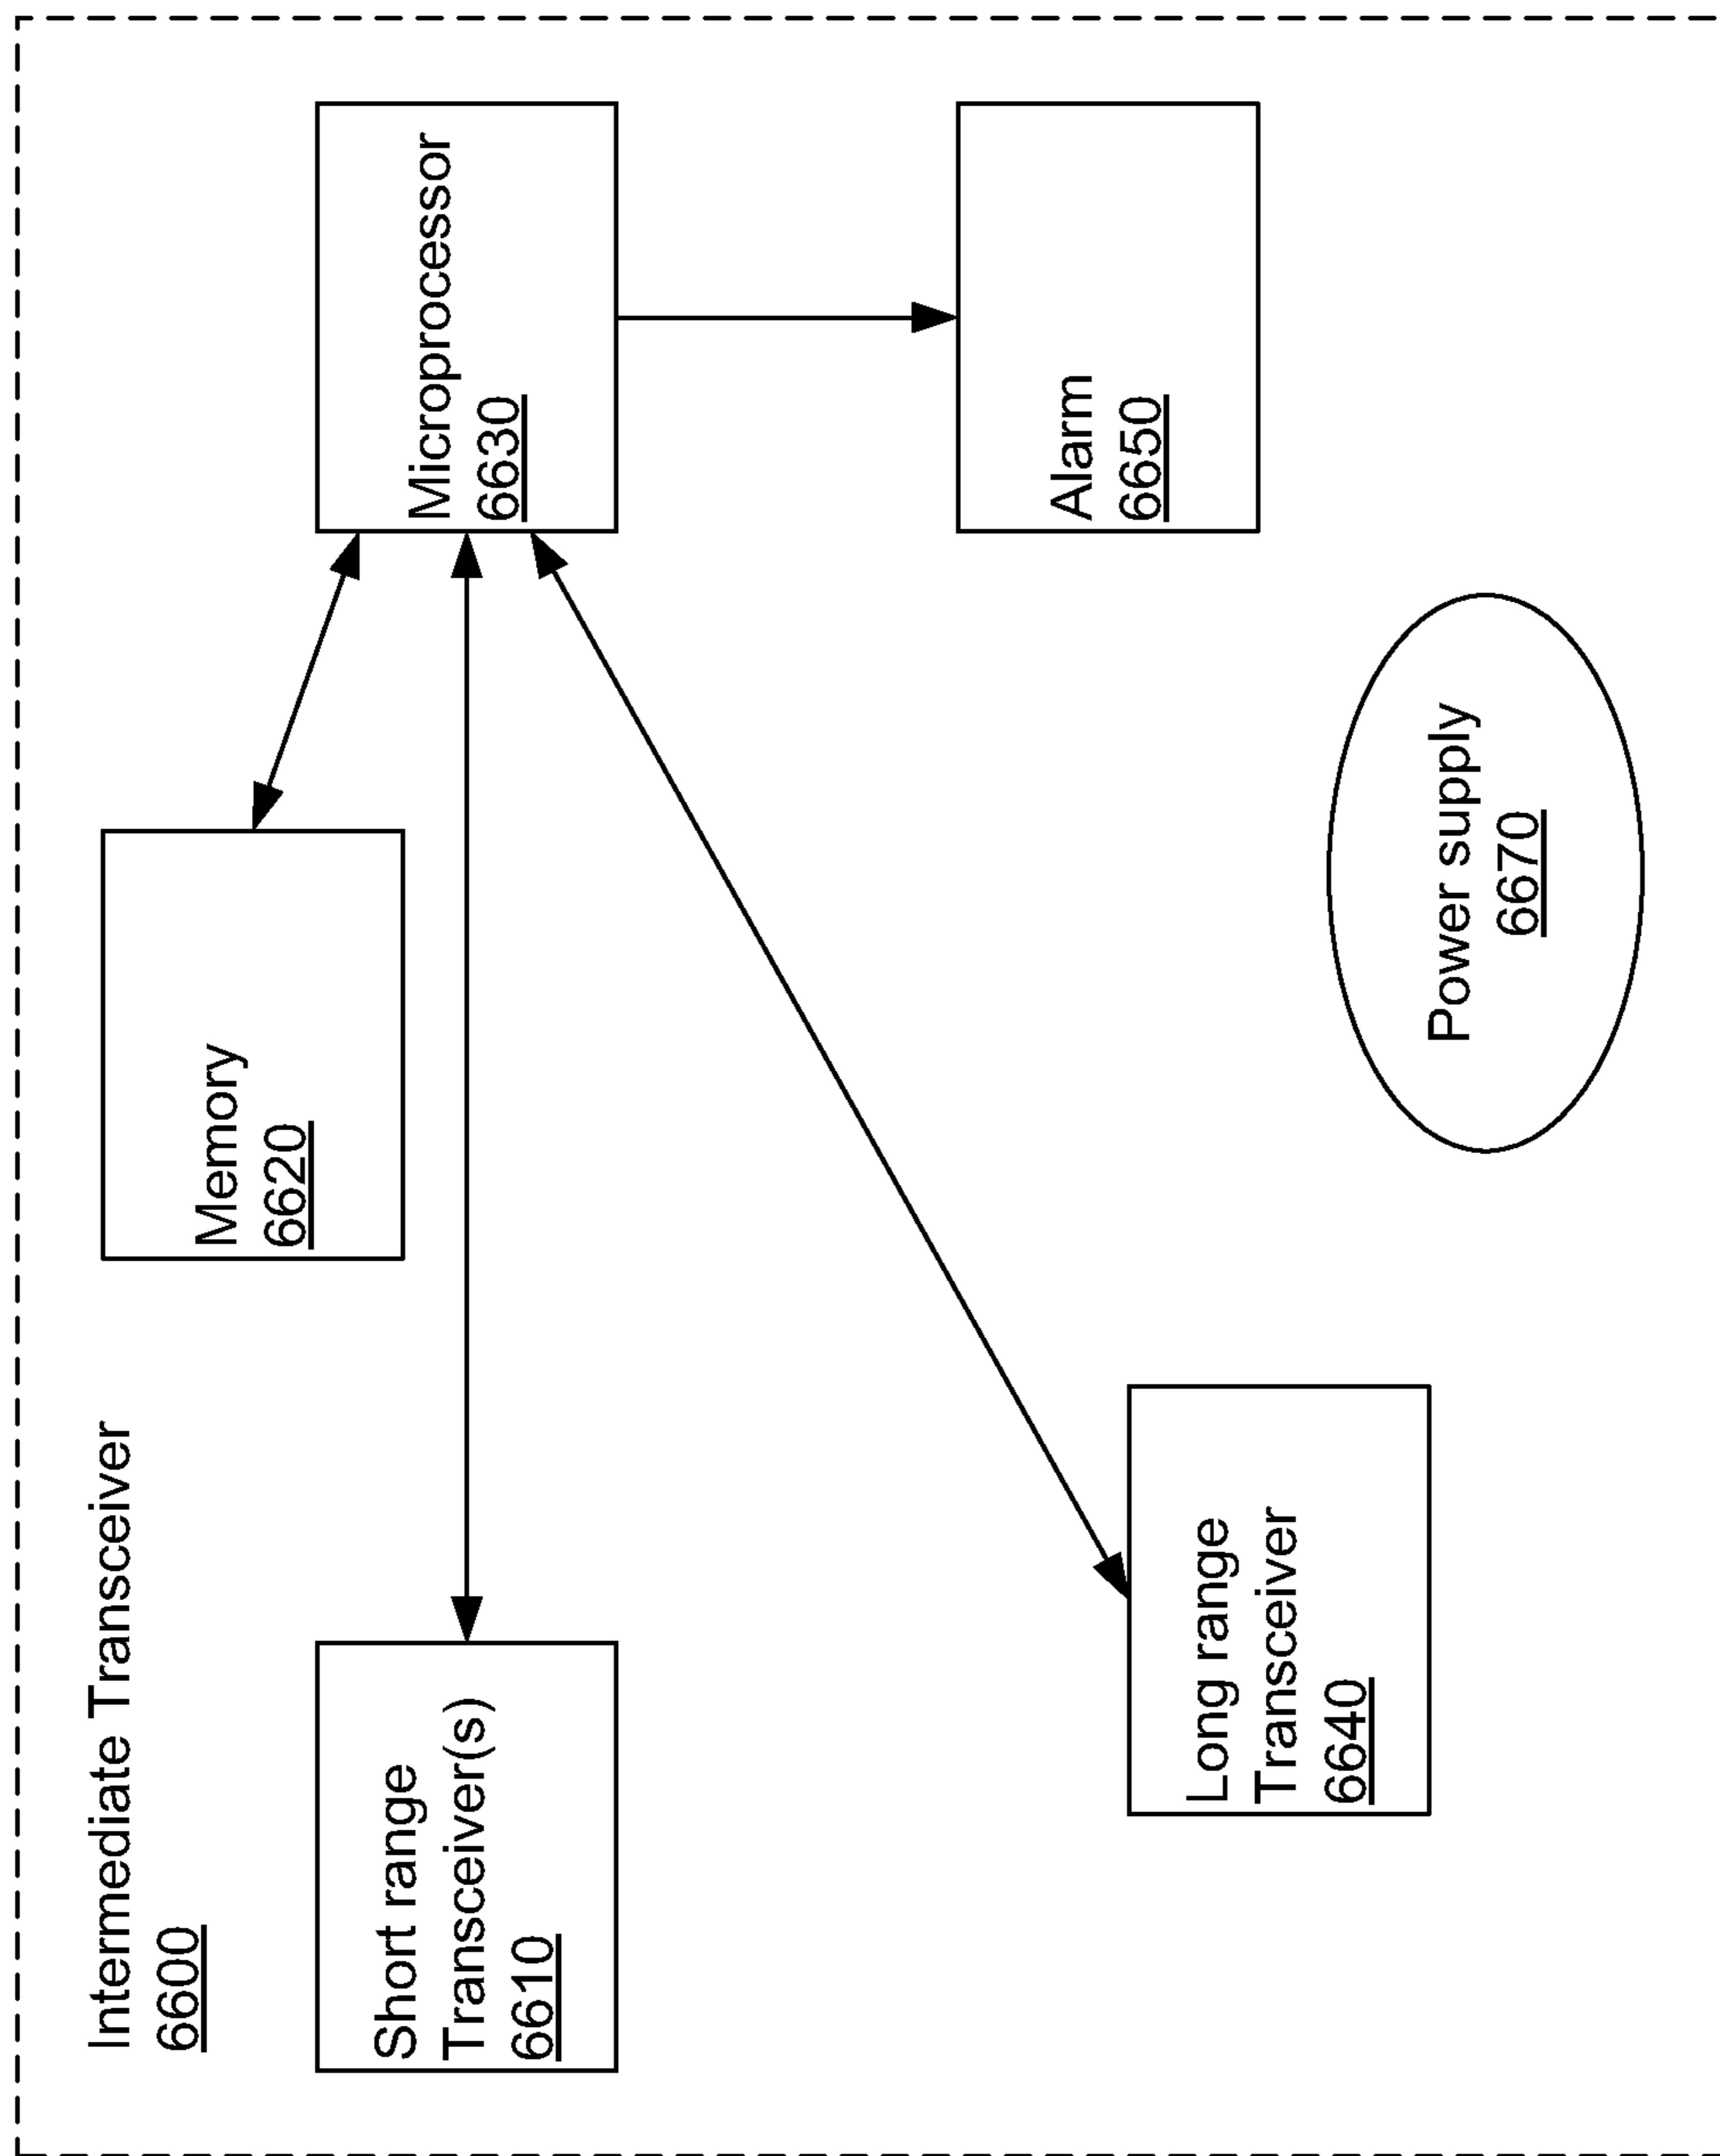 Intermediate Transceiver
6600
Memory
6620
Short range
Transceiver(s)
6610
Microprocessor
6630
Long range
Transceiver
6640
Alarm
6650
Power supply
6670